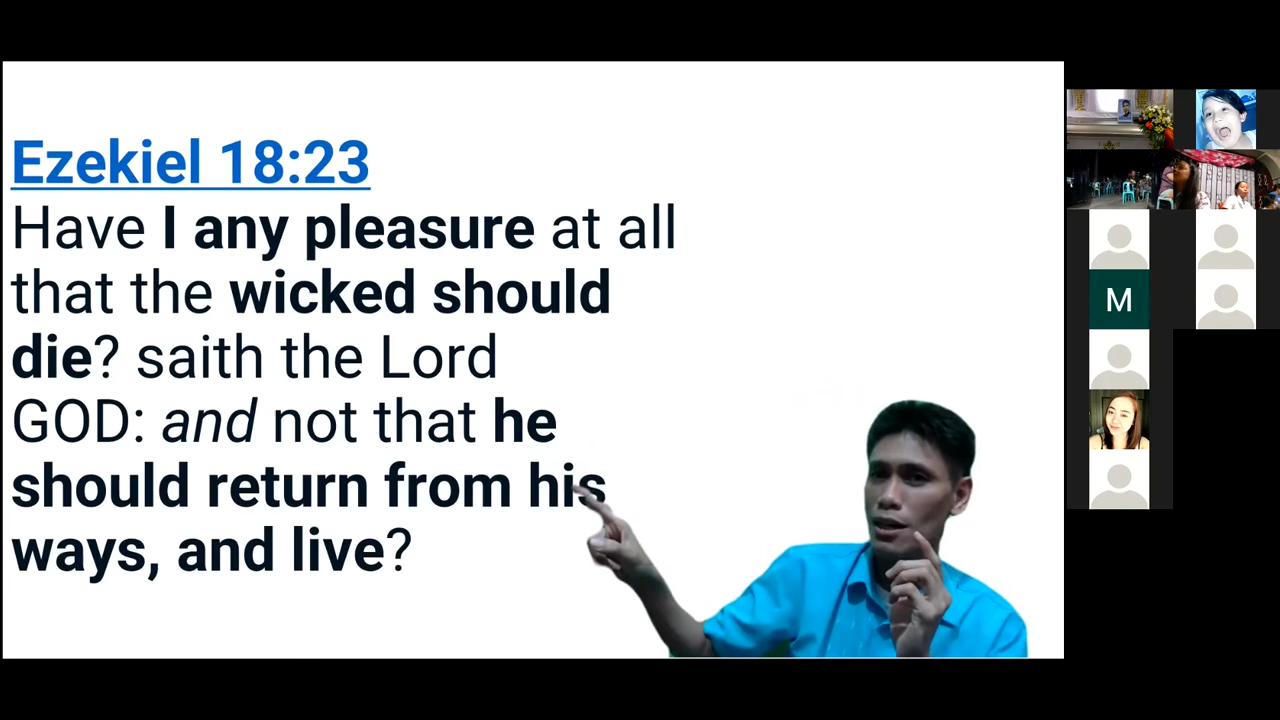 Ezekiel 18:23
Have I any pleasure at all
that the wicked should
die? saith the Lord
GOD: and not that he
should return from his
ways, and live?
M